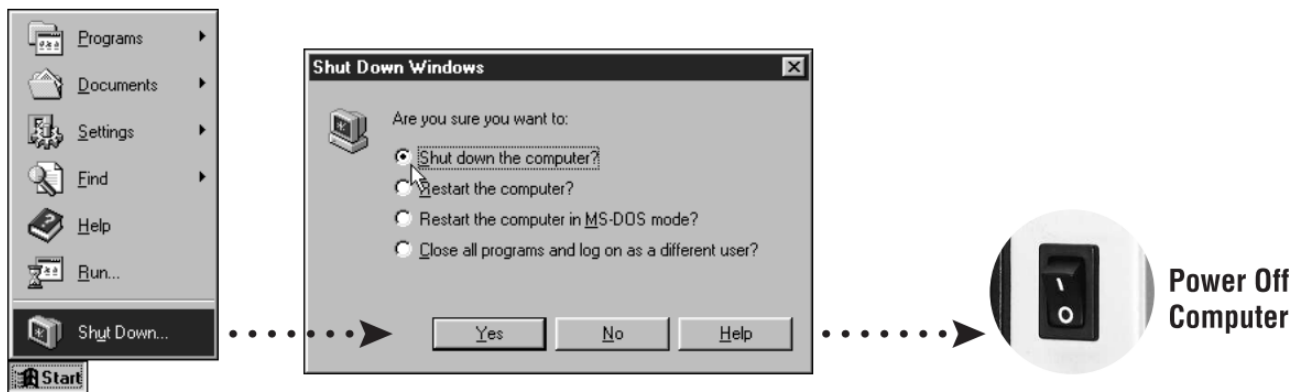 Programs
Documents
Settings
Find
Help
Run...
Shut Down...
Start
Shut Down Windows
Are you sure you want to:
Shut down the computer?
Restart the computer?
Restart the computer in MS-DOS mode?
Close all programs and log on as a different user?
Yes
No
Help
Power Off
Computer